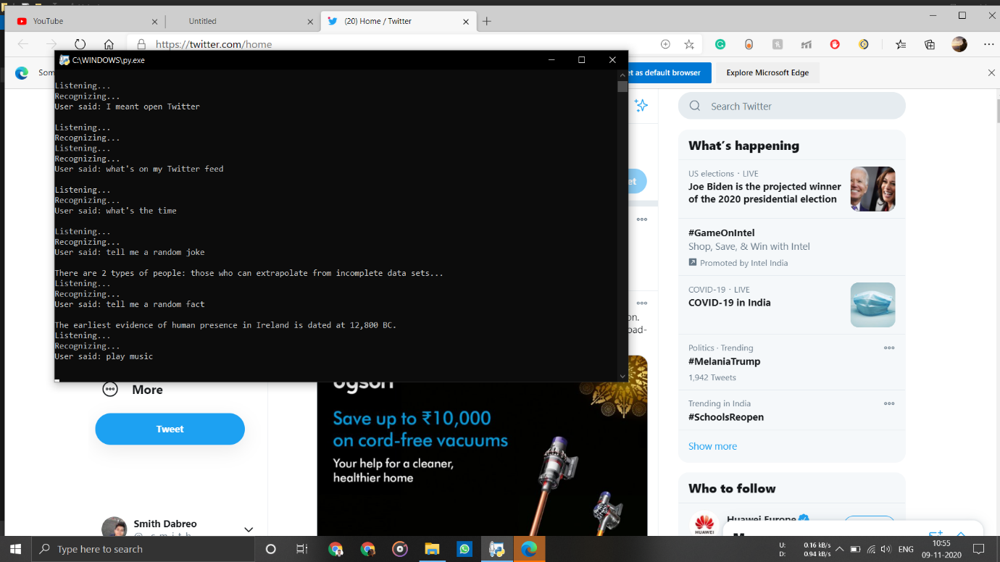 YouTube
Untitled
(20) Home / Twitter
https://twitter.com/home
C:\WINDOWS\py.exe
as default browser
Explore Microsoft Edge
Listening...
Recognizing...
User said: I meant open Twitter
Listening...
Recognizing...
Listening...
Recognizing...
User said: what's on my Twitter feed
Listening...
Recognizing...
User said: what's the time
Listening...
Recognizing...
User said: tell me a random joke
There are 2 types of people: those who can extrapolate from incomplete data sets...
Listening...
Recognizing...
User said: tell me a random fact
The earliest evidence of human presence in Ireland is dated at 12,800 BC.
Listening...
Recognizing...
User said: play music
More
Tweet
Smith Dabreo
dyson
Save up to ₹10,000
on cord-free vacuums
Your help for a cleaner,
healthier home
Search Twitter
What's happening
US elections · LIVE
Joe Biden is the projected winner
of the 2020 presidential election
#GameOnIntel
Shop, Save, & Win with Intel
Promoted by Intel India
COVID-19 · LIVE
COVID-19 in India
Politics · Trending
#MelaniaTrump
1,942 Tweets
Trending in India
#SchoolsReopen
Show more
Who to follow
HUAWEI
Huawei Europe
Type here to search
U: 0.16 kB/s
D: 0.94 kB/s
ENG
10:55
09-11-2020